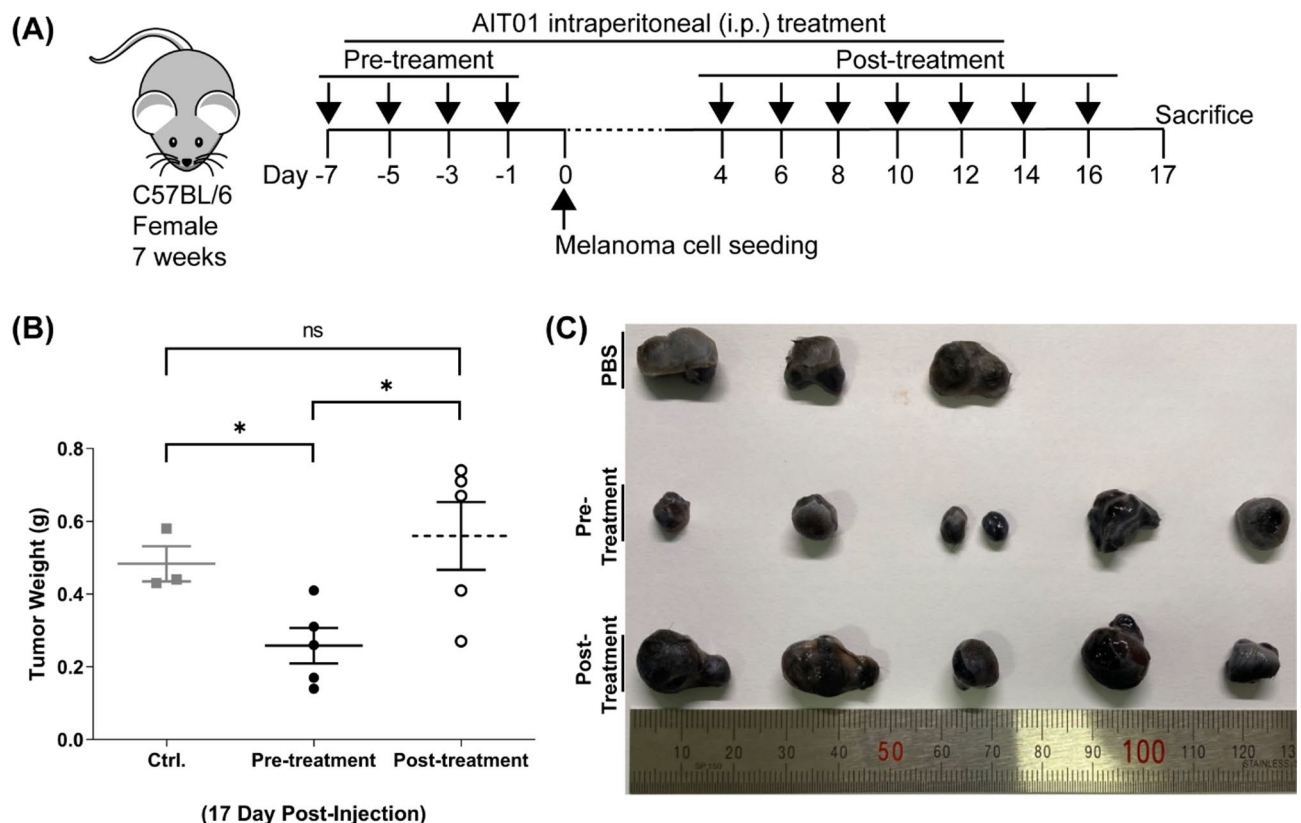 (A)
AIT01 intraperitoneal (i.p.) treatment
Pre-treament
Post-treatment
Sacrifice
Day -7 -5 -3 -1 0 4 6 8 10 12 14 16 17
C57BL/6
Female
7 weeks
Melanoma cell seeding
(B)
ns
*
*
Tumor Weight (g)
0.8
0.6
0.4
0.2
0.0
Ctrl. Pre-treatment Post-treatment
(17 Day Post-Injection)
(C)
PBS
Pre-
Treatment
Post-
Treatment
10 20 30 40 50 60 70 80 90 100 110 120 13
STAINLESS